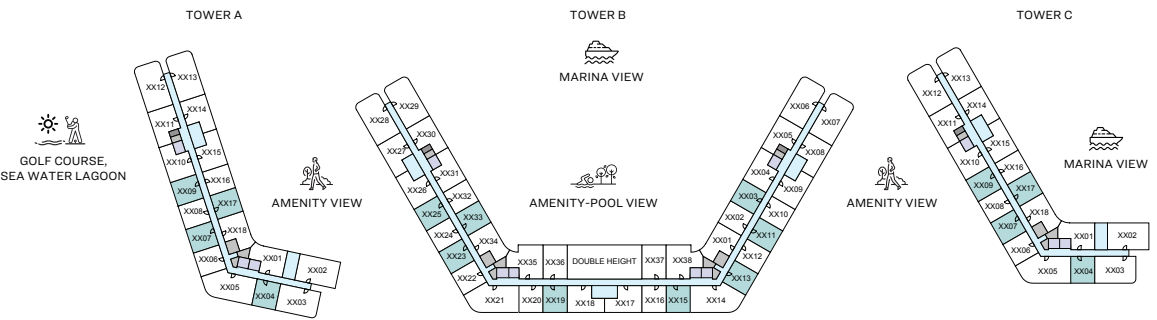 TOWER A
TOWER B
TOWER C
MARINA VIEW
GOLF COURSE,
SEA WATER LAGOON
AMENITY VIEW
AMENITY-POOL VIEW
AMENITY VIEW
MARINA VIEW
XX13
XX12
XX14
XX11
XX15
XX10
XX16
XX09
XX17
XX08
XX18
XX07
XX06
XX01
XX02
XX05
XX04
XX03
XX29
XX28
XX30
XX27
XX31
XX26
XX32
XX25
XX33
XX24
XX34
XX23
XX22
XX35
XX36
DOUBLE HEIGHT
XX37
XX38
XX21
XX20
XX19
XX18
XX17
XX16
XX15
XX14
XX06
XX07
XX05
XX08
XX04
XX09
XX03
XX10
XX02
XX11
XX01
XX12
XX13
XX13
XX12
XX14
XX11
XX15
XX10
XX16
XX09
XX17
XX08
XX18
XX07
XX06
XX01
XX02
XX05
XX04
XX03